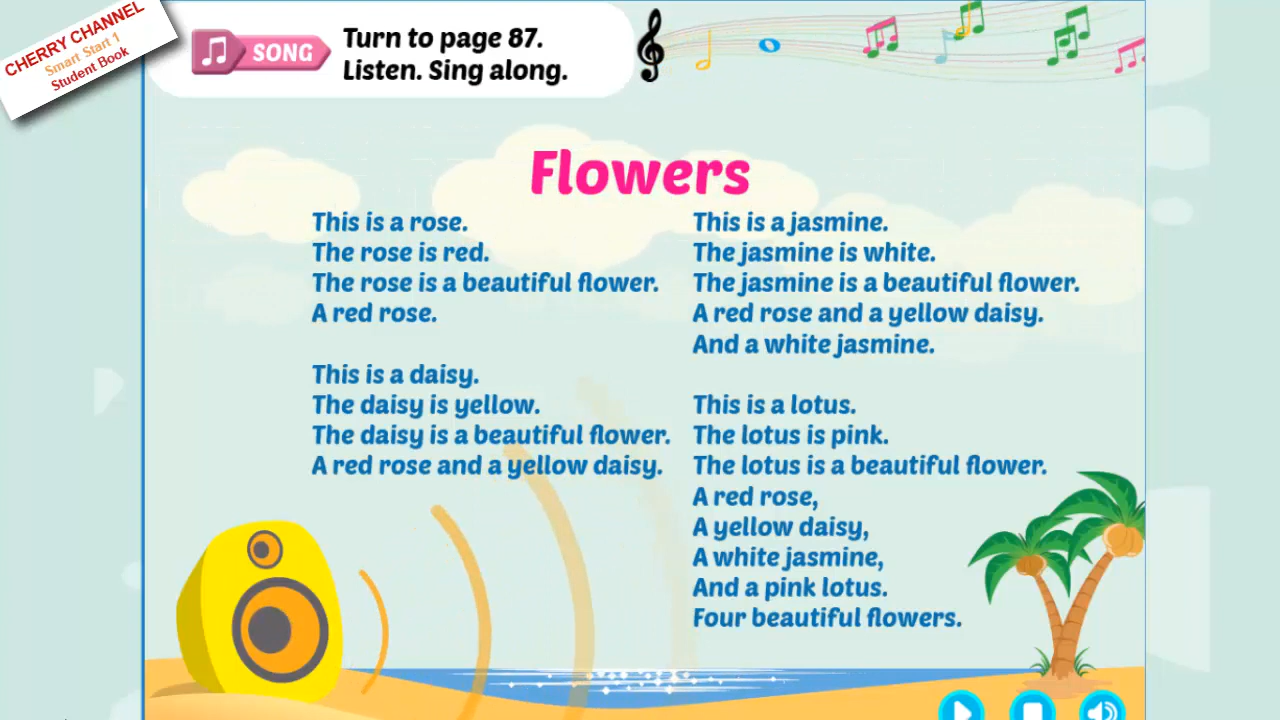 CHERRY CHANNEL
Smart Start 1
Student Book
SONG
Turn to page 87.
Listen. Sing along.
Flowers
This is a rose.
The rose is red.
The rose is a beautiful flower.
A red rose.
This is a daisy.
The daisy is yellow.
The daisy is a beautiful flower.
A red rose and a yellow daisy.
This is a jasmine.
The jasmine is white.
The jasmine is a beautiful flower.
A red rose and a yellow daisy.
And a white jasmine.
This is a lotus.
The lotus is pink.
The lotus is a beautiful flower.
A red rose,
A yellow daisy,
A white jasmine,
And a pink lotus.
Four beautiful flowers.